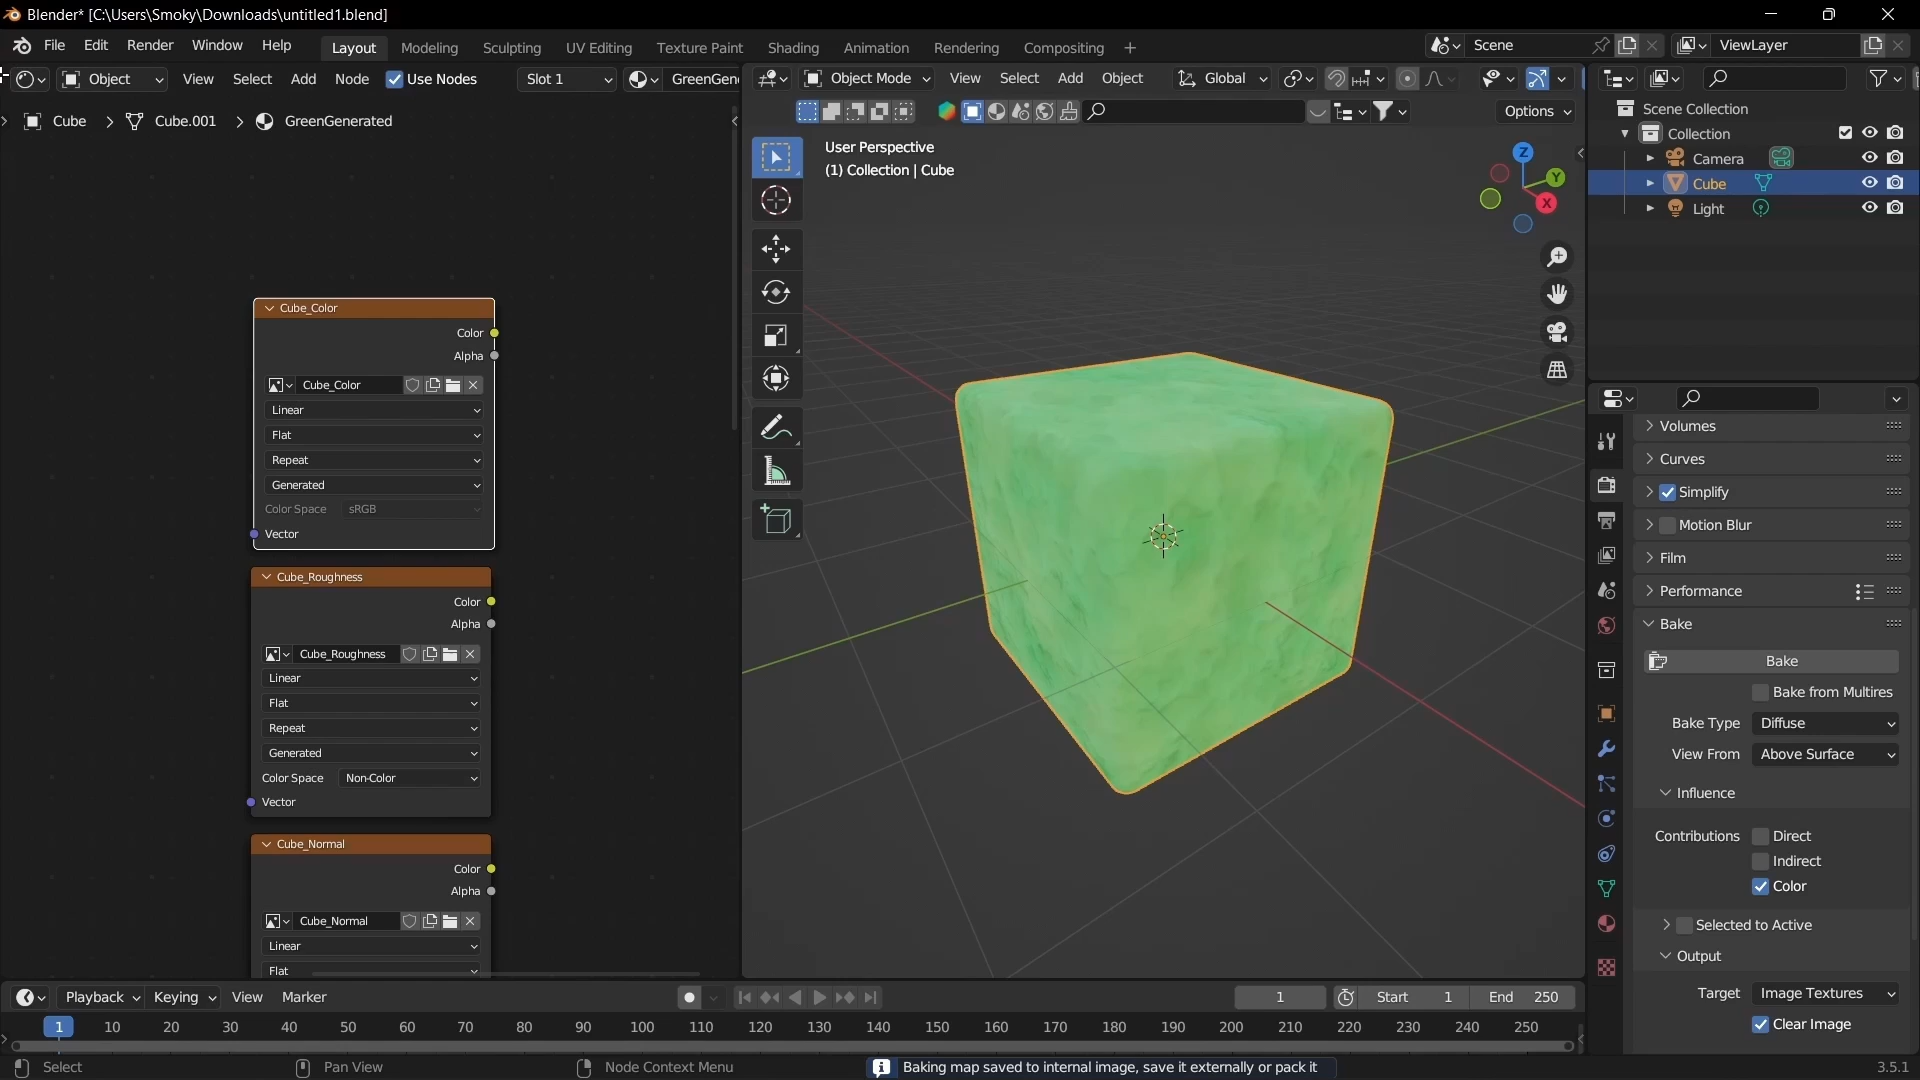 Blender* [C:\Users\Smoky\Downloads\untitled1.blend]
File Edit Render Window Help Layout Modeling Sculpting UV Editing Texture Paint Shading Animation Rendering Compositing + Scene ViewLayer
Object View Select Add Node Use Nodes Slot 1 GreenGen
Object Mode View Select Add Object Global
Options
Cube > Cube.001 > GreenGenerated
User Perspective
(1) Collection | Cube
Z
Y
X
Cube_Color
Color
Alpha
Cube_Color
Linear
Flat
Repeat
Generated
Color Space sRGB
Vector
Cube_Roughness
Color
Alpha
Cube_Roughness
Linear
Flat
Repeat
Generated
Color Space Non-Color
Vector
Cube_Normal
Color
Alpha
Cube_Normal
Linear
Flat
Scene Collection
Collection
Camera
Cube
Light
Volumes
Curves
Simplify
Motion Blur
Film
Performance
Bake
Bake
Bake from Multires
Bake Type Diffuse
View From Above Surface
Influence
Contributions Direct
Indirect
Color
Selected to Active
Output
Target Image Textures
Clear Image
Playback Keying View Marker 1 Start 1 End 250
1 10 20 30 40 50 60 70 80 90 100 110 120 130 140 150 160 170 180 190 200 210 220 230 240 250
Select Pan View Node Context Menu Baking map saved to internal image, save it externally or pack it 3.5.1